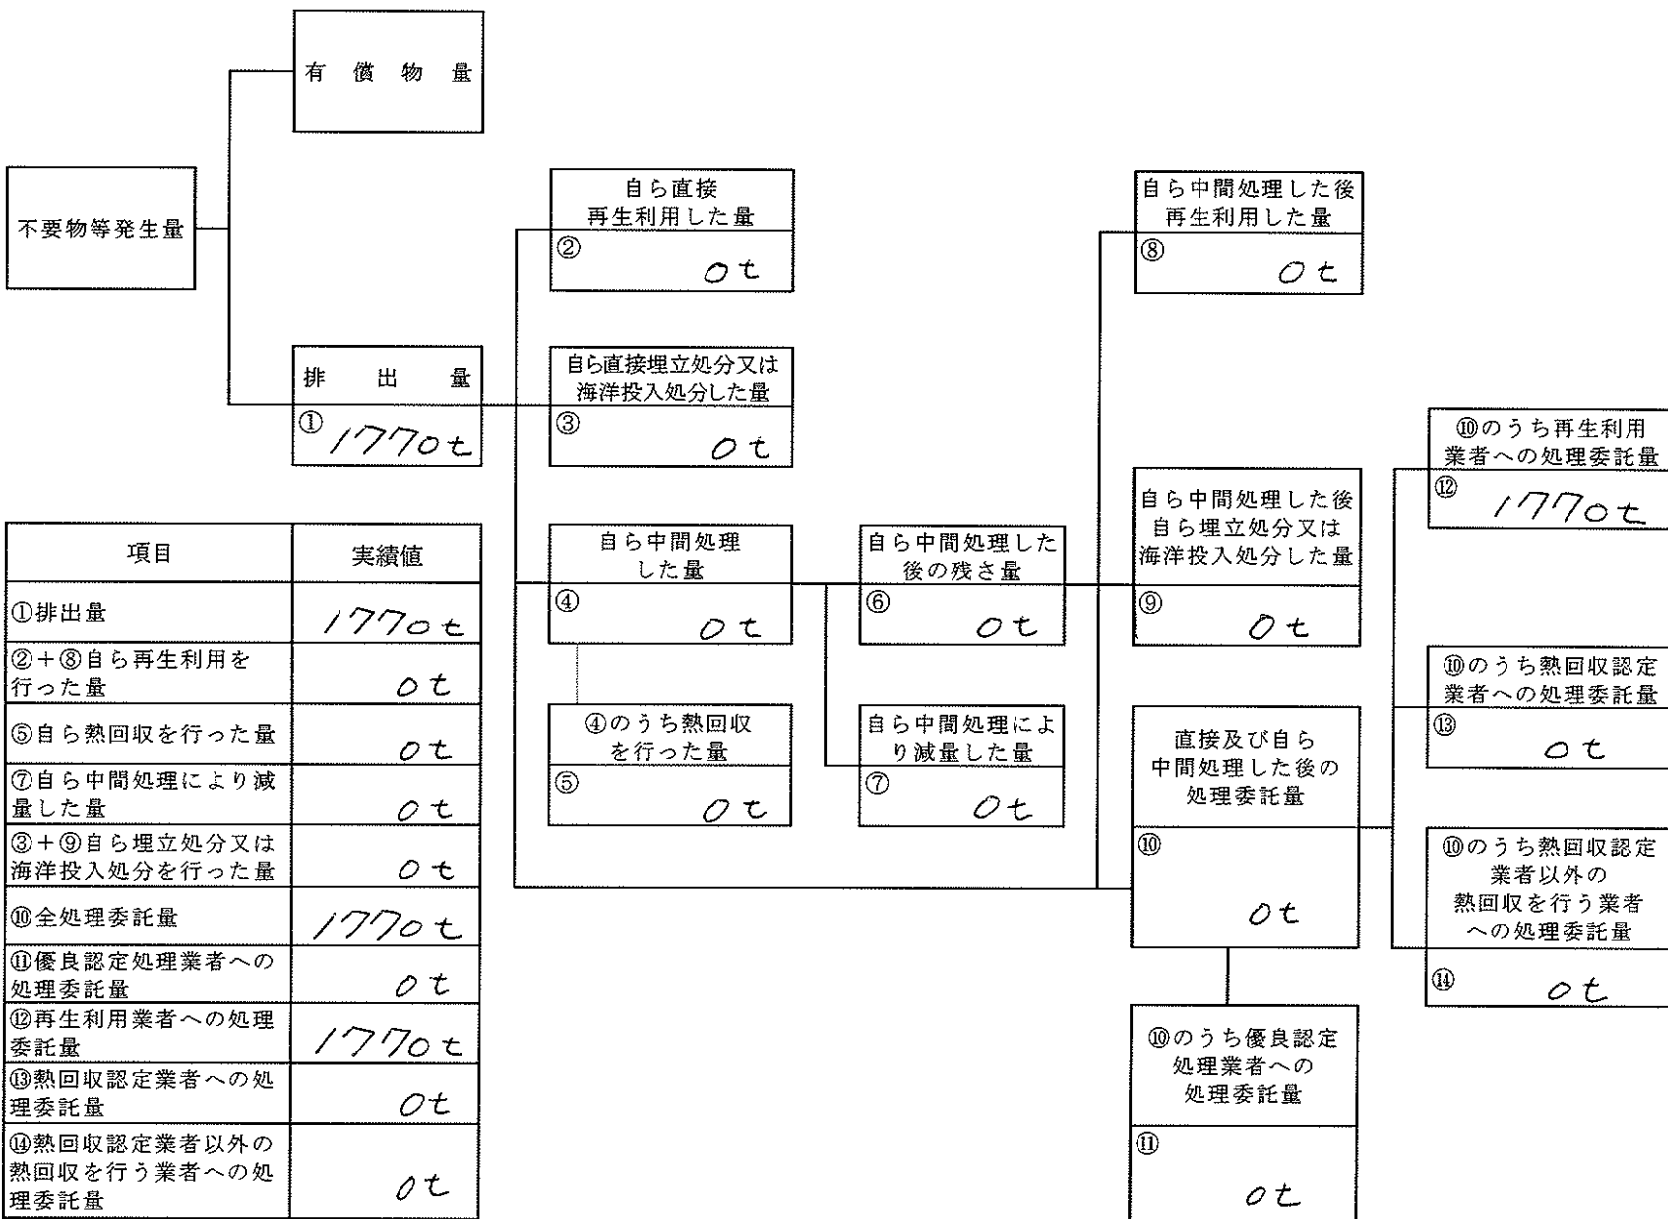 有償物量
不要物等発生量
排出量
① 1770t
自ら直接
再生利用した量
② 0t
自ら直接埋立処分又は
海洋投入処分した量
③ 0t
自ら中間処理
した量
④ 0t
④のうち熱回収
を行った量
⑤ 0t
自ら中間処理した
後の残さ量
⑥ 0t
自ら中間処理によ
り減量した量
⑦ 0t
自ら中間処理した後
再生利用した量
⑧ 0t
自ら中間処理した後
自ら埋立処分又は
海洋投入処分した量
⑨ 0t
直接及び自ら
中間処理した後の
処理委託量
⑩
0t
⑩のうち優良認定
処理業者への
処理委託量
⑪
0t
⑩のうち再生利用
業者への処理委託量
⑫ 1770t
⑩のうち熱回収認定
業者への処理委託量
⑬ 0t
⑩のうち熱回収認定
業者以外の
熱回収を行う業者
への処理委託量
⑭ 0t
項目 実績値
①排出量 1770t
②+⑧自ら再生利用を
行った量 0t
⑤自ら熱回収を行った量 0t
⑦自ら中間処理により減
量した量 0t
③+⑨自ら埋立処分又は
海洋投入処分を行った量 0t
⑩全処理委託量 1770t
⑪優良認定処理業者への
処理委託量 0t
⑫再生利用業者への処理
委託量 1770t
⑬熱回収認定業者への処
理委託量 0t
⑭熱回収認定業者以外の
熱回収を行う業者への処
理委託量 0t